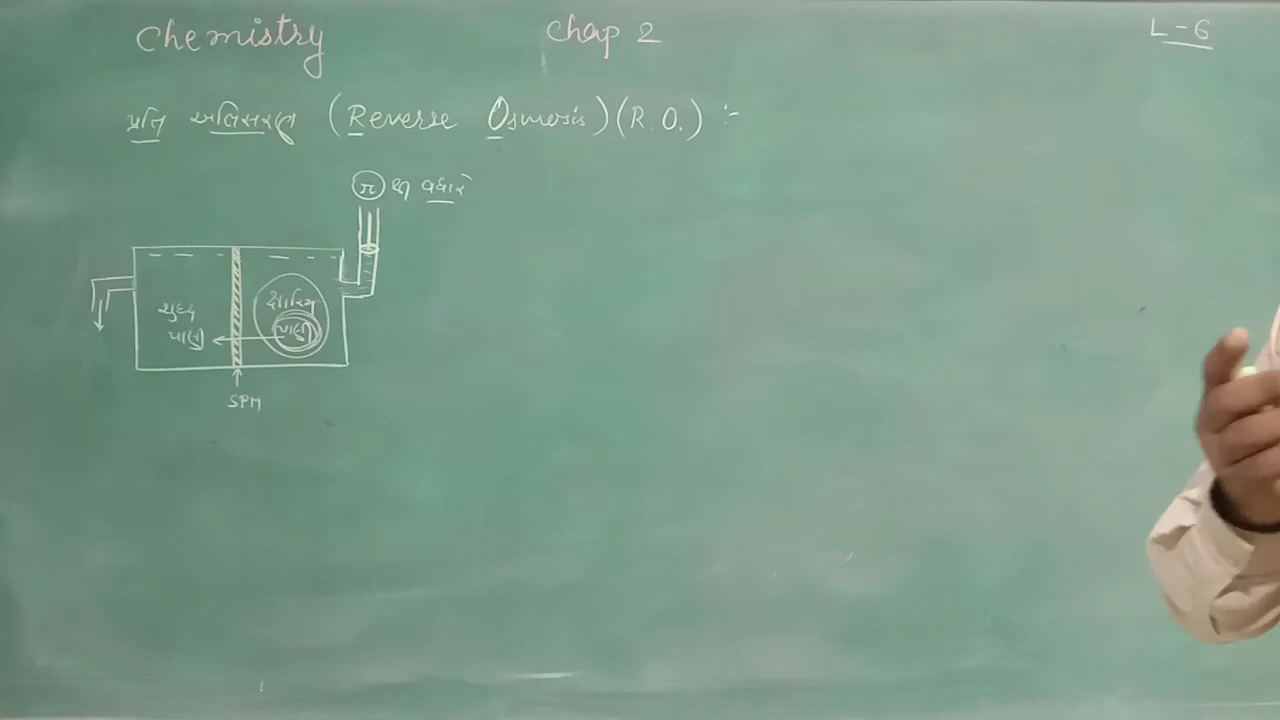 Chemistry
Chap 2
L-6
પ્રતિ અભિસરણ (Reverse Osmosis) (R.O.) :-
π થી વધારે
શુધ્ધ
પાણી
ક્ષારિય
પાણી
SPM